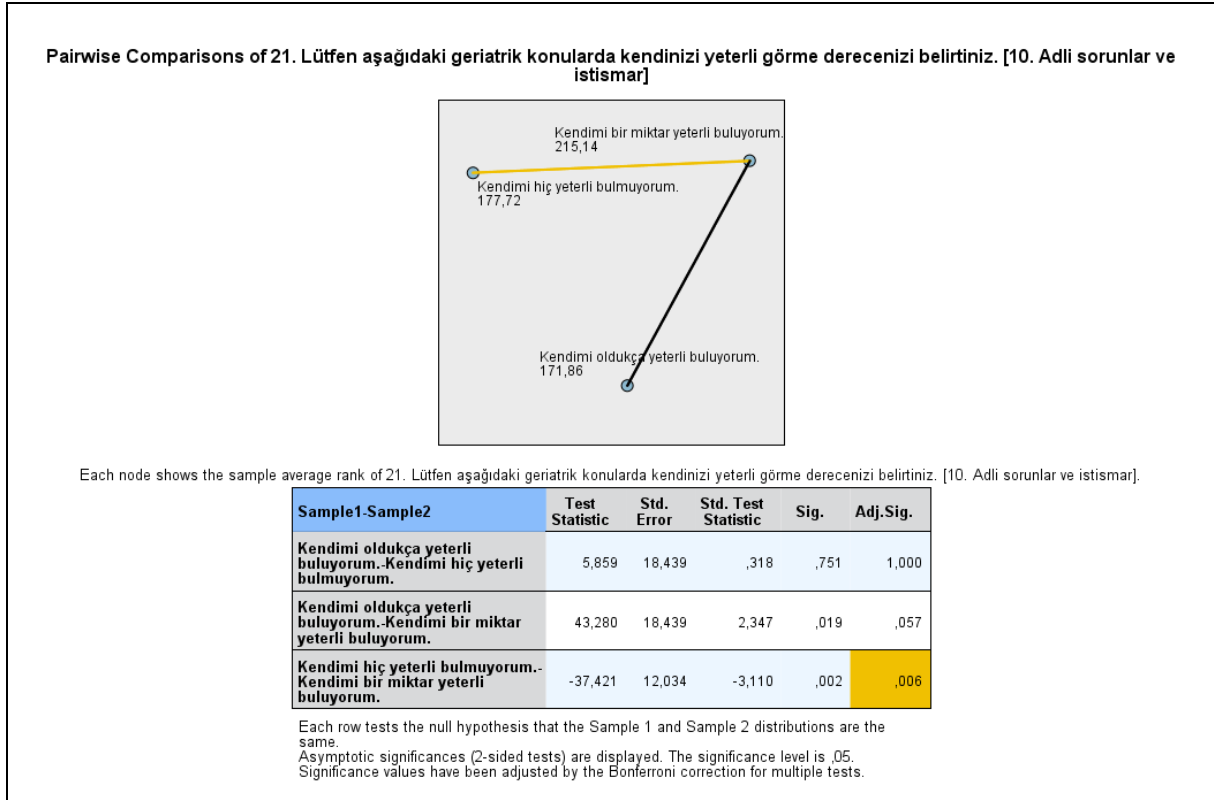 Pairwise Comparisons of 21. Lütfen aşağıdaki geriatrik konularda kendinizi yeterli görme derecenizi belirtiniz. [10. Adli sorunlar ve
istismar]
Kendimi bir miktar yeterli buluyorum.
215,14
Kendimi hiç yeterli bulmuyorum.
177,72
Kendimi oldukça yeterli buluyorum.
171,86
Each node shows the sample average rank of 21. Lütfen aşağıdaki geriatrik konularda kendinizi yeterli görme derecenizi belirtiniz. [10. Adli sorunlar ve istismar].
Sample1-Sample2 Test Statistic Std. Error Std. Test Statistic Sig. Adj.Sig.
Kendimi oldukça yeterli
buluyorum.-Kendimi hiç yeterli
bulmuyorum. 5,859 18,439 ,318 ,751 1,000
Kendimi oldukça yeterli
buluyorum.-Kendimi bir miktar
yeterli buluyorum. 43,280 18,439 2,347 ,019 ,057
Kendimi hiç yeterli bulmuyorum.-
Kendimi bir miktar yeterli
buluyorum. -37,421 12,034 -3,110 ,002 ,006
Each row tests the null hypothesis that the Sample 1 and Sample 2 distributions are the
same.
Asymptotic significances (2-sided tests) are displayed. The significance level is ,05.
Significance values have been adjusted by the Bonferroni correction for multiple tests.